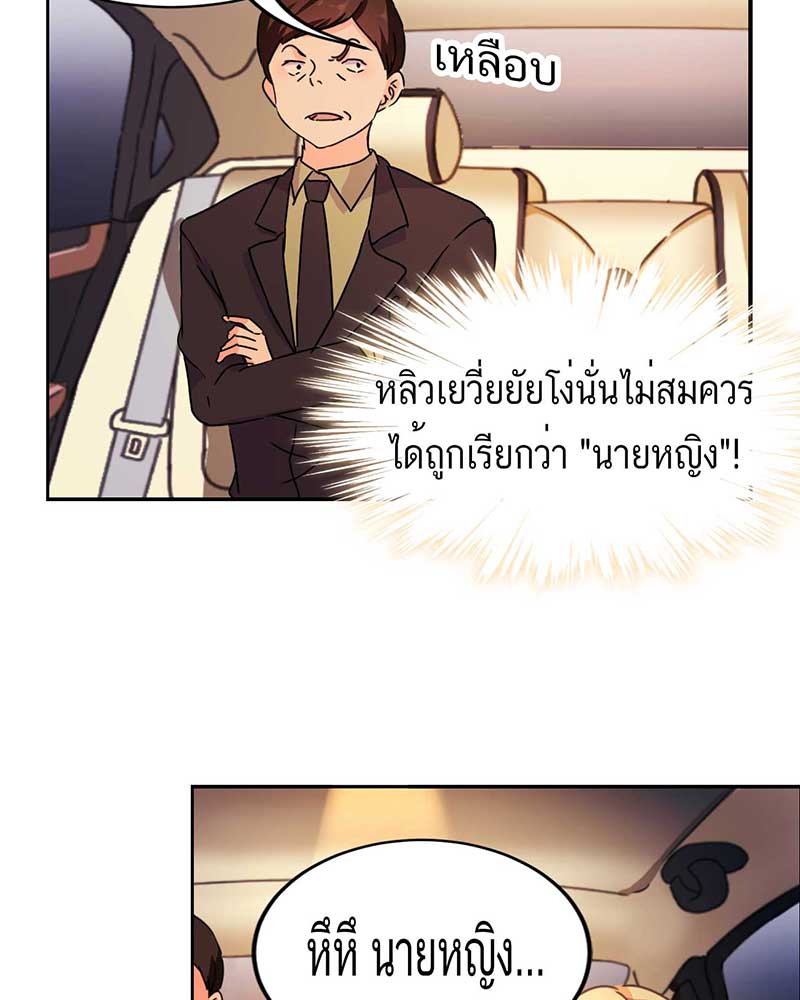 เหลือบ
หลิวเยวี่ยยัยโง่นั่นไม่สมควร
ได้ถูกเรียกว่า "นายหญิง"!
หึหึ นายหญิง...